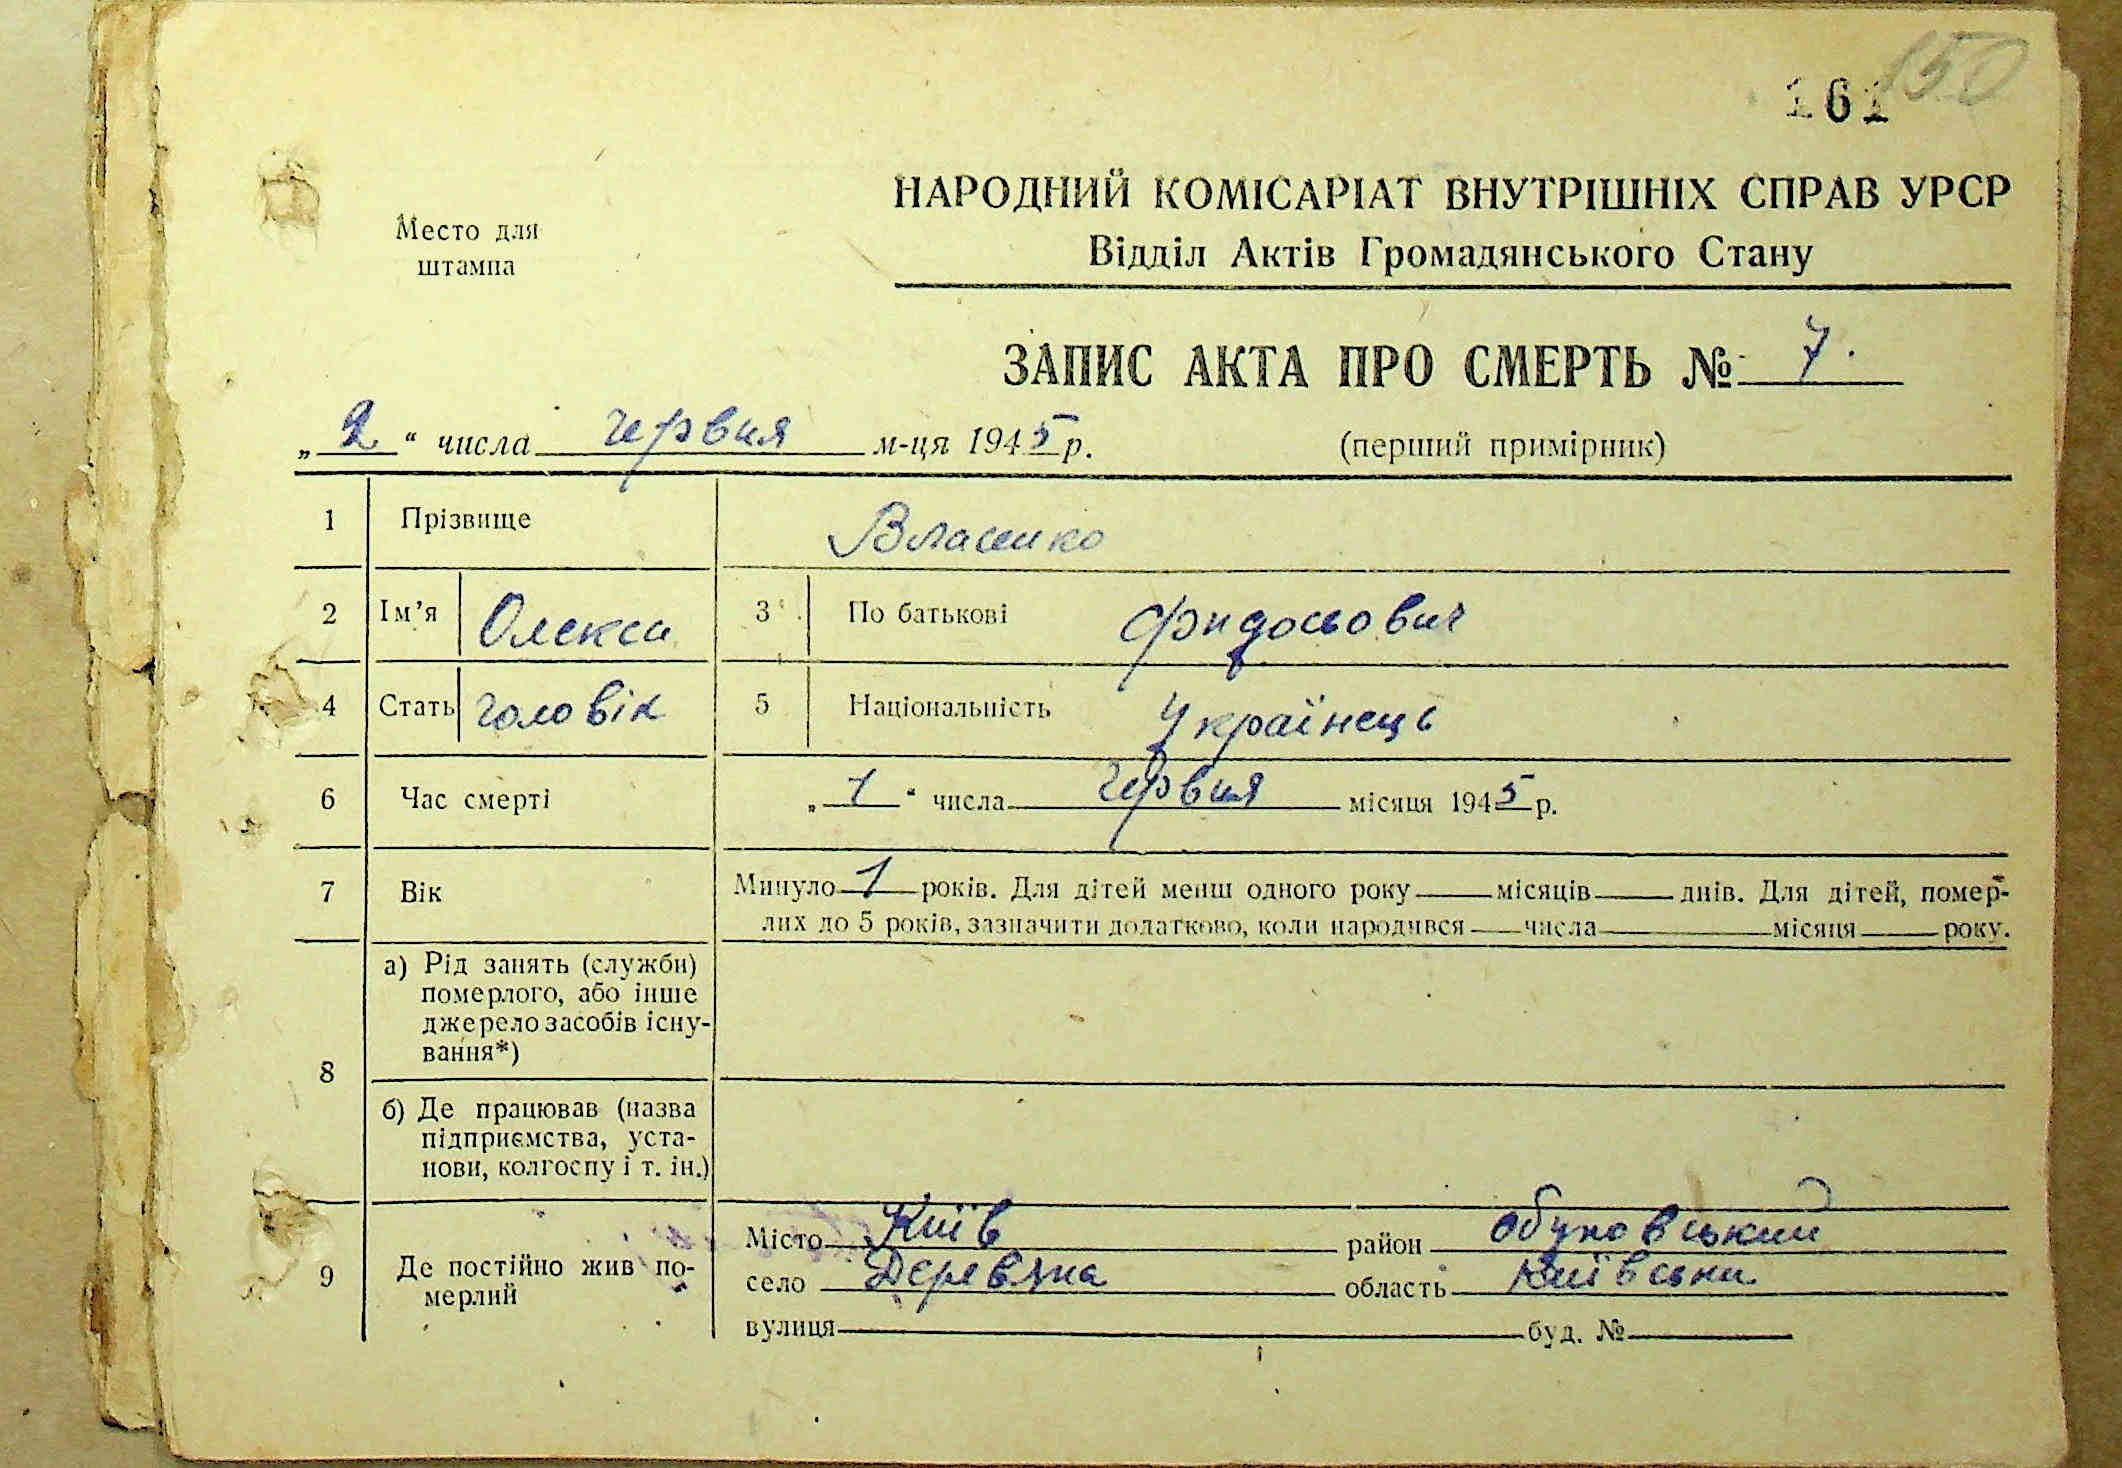 150
161
НАРОДНИЙ КОМІСАРІАТ ВНУТРІШНІХ СПРАВ УРСР
Відділ Актів Громадянського Стану
Место для
штампа
ЗАПИС АКТА ПРО СМЕРТЬ № 7.
„ 2 “ числа червня м-ця 1945 р. (перший примірник)
1 Прізвище Власенко
2 Ім’я Олекса 3 По батькові Фидосьович
4 Стать чоловік 5 Національність Українець
6 Час смерті „ 1 “ числа червня місяця 1945 р.
7 Вік Минуло 1 років. Для дітей менш одного року місяців днів. Для дітей, помер-
лих до 5 років, зазначити додатково, коли народився числа місяця року.
8 а) Рід занять (служби)
померлого, або інше
джерело засобів існу-
вання*)
б) Де працював (назва
підприємства, уста-
нови, колгоспу і т. ін.)
9 Де постійно жив по-
мерлий
Місто Київ район Обуховський
село Деревяна область Київська
вулиця буд. №